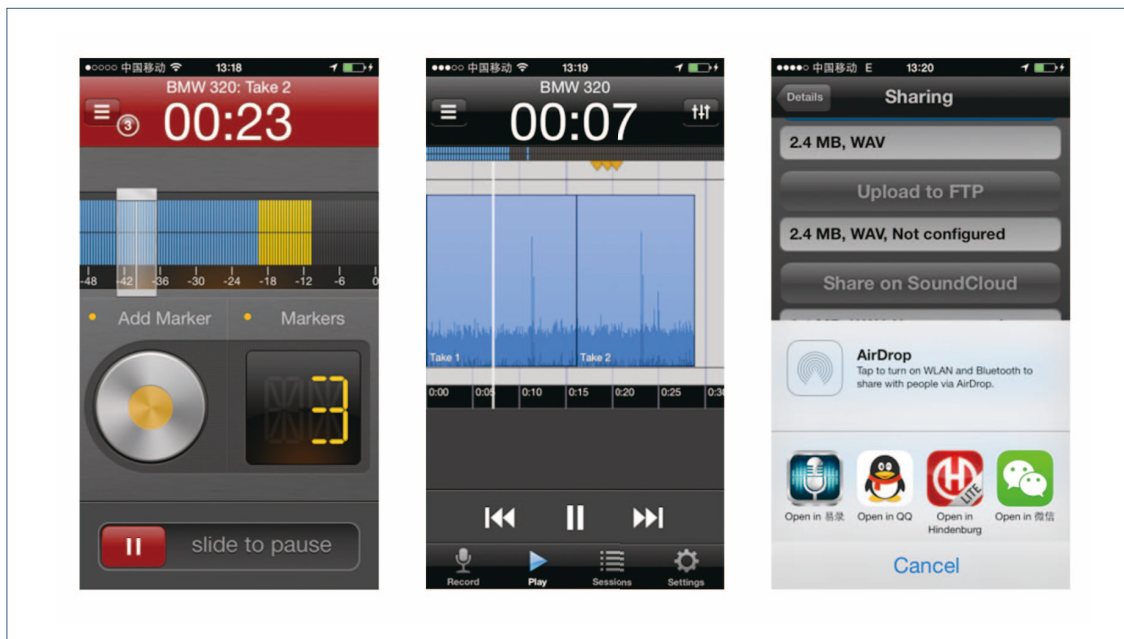 中国移动 13:18
BMW 320: Take 2
00:23
3
-48 -42 -36 -30 -24 -18 -12 -6 0
Add Marker Markers
3
slide to pause
中国移动 13:19
BMW 320
00:07
Take 1 Take 2
0:00 0:05 0:10 0:15 0:20 0:25 0:30
Record Play Sessions Settings
中国移动 E 13:20
Details Sharing
2.4 MB, WAV
Upload to FTP
2.4 MB, WAV, Not configured
Share on SoundCloud
AirDrop
Tap to turn on WLAN and Bluetooth to
share with people via AirDrop.
Open in 易录 Open in QQ Open in Hindenburg Open in 微信
LITE
Cancel